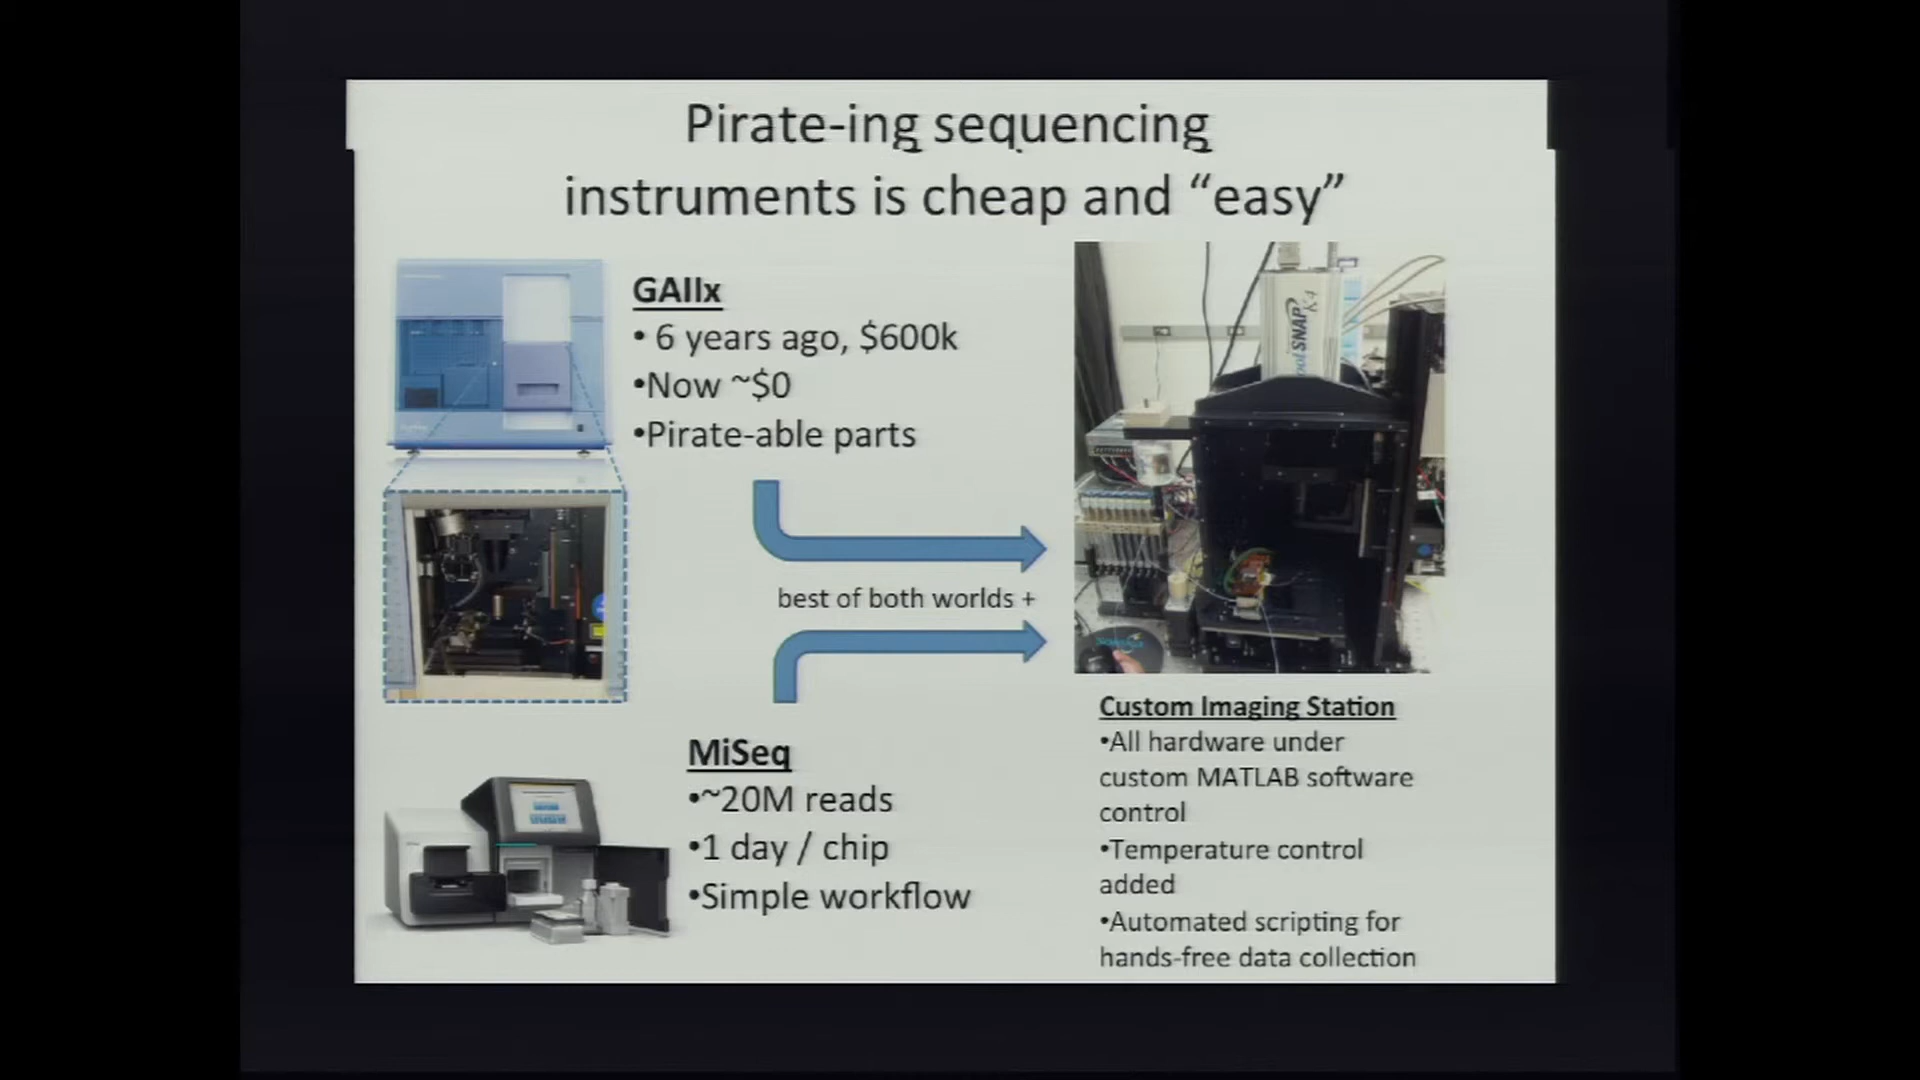 Pirate-ing sequencing
instruments is cheap and “easy”
GAIIx
• 6 years ago, $600k
•Now ~$0
•Pirate-able parts
best of both worlds +
MiSeq
•~20M reads
•1 day / chip
•Simple workflow
Custom Imaging Station
•All hardware under
custom MATLAB software
control
•Temperature control
added
•Automated scripting for
hands-free data collection